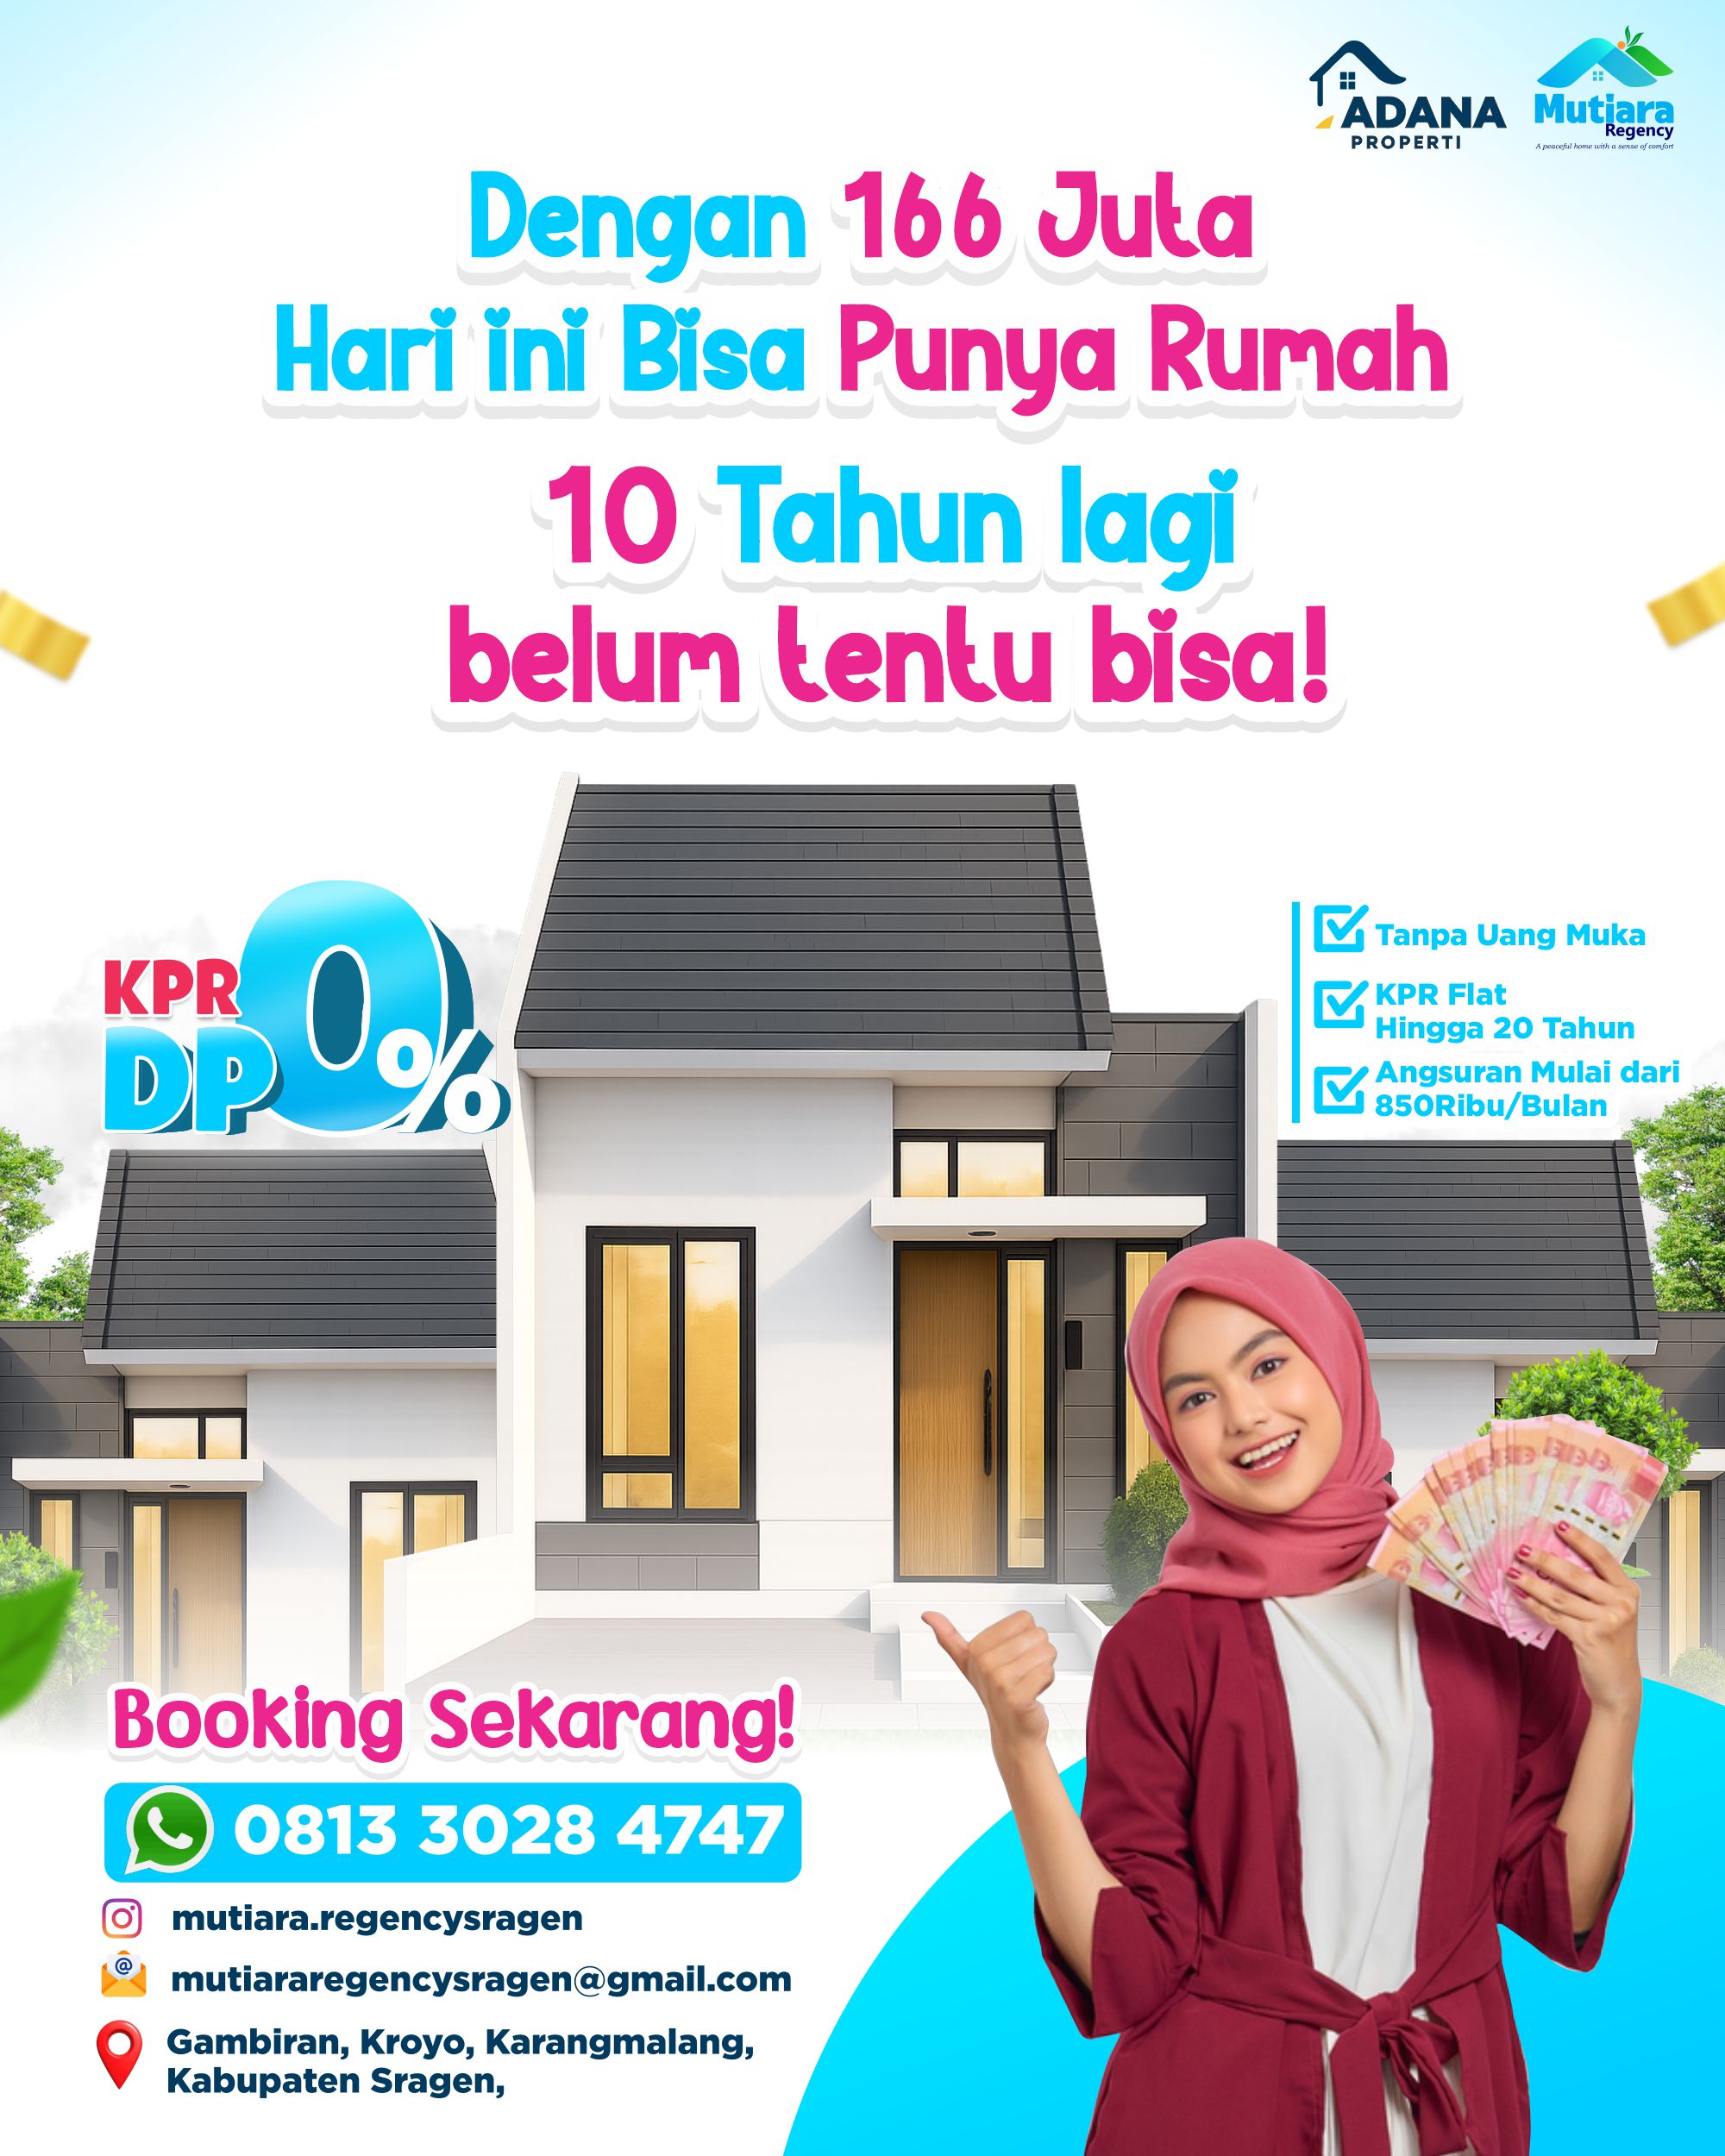 ADANA
PROPERTI
Mutiara
Regency
A peaceful home with a sense of comfort
Dengan 166 Juta
Hari ini Bisa Punya Rumah
10 Tahun lagi
belum tentu bisa!
KPR
DP 0%
Tanpa Uang Muka
KPR Flat
Hingga 20 Tahun
Angsuran Mulai dari
850Ribu/Bulan
Booking Sekarang!
0813 3028 4747
mutiara.regencysragen
mutiararegencysragen@gmail.com
Gambiran, Kroyo, Karangmalang,
Kabupaten Sragen,